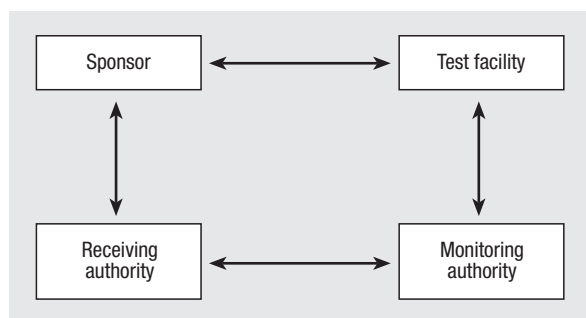 Sponsor
Test facility
Receiving
authority
Monitoring
authority